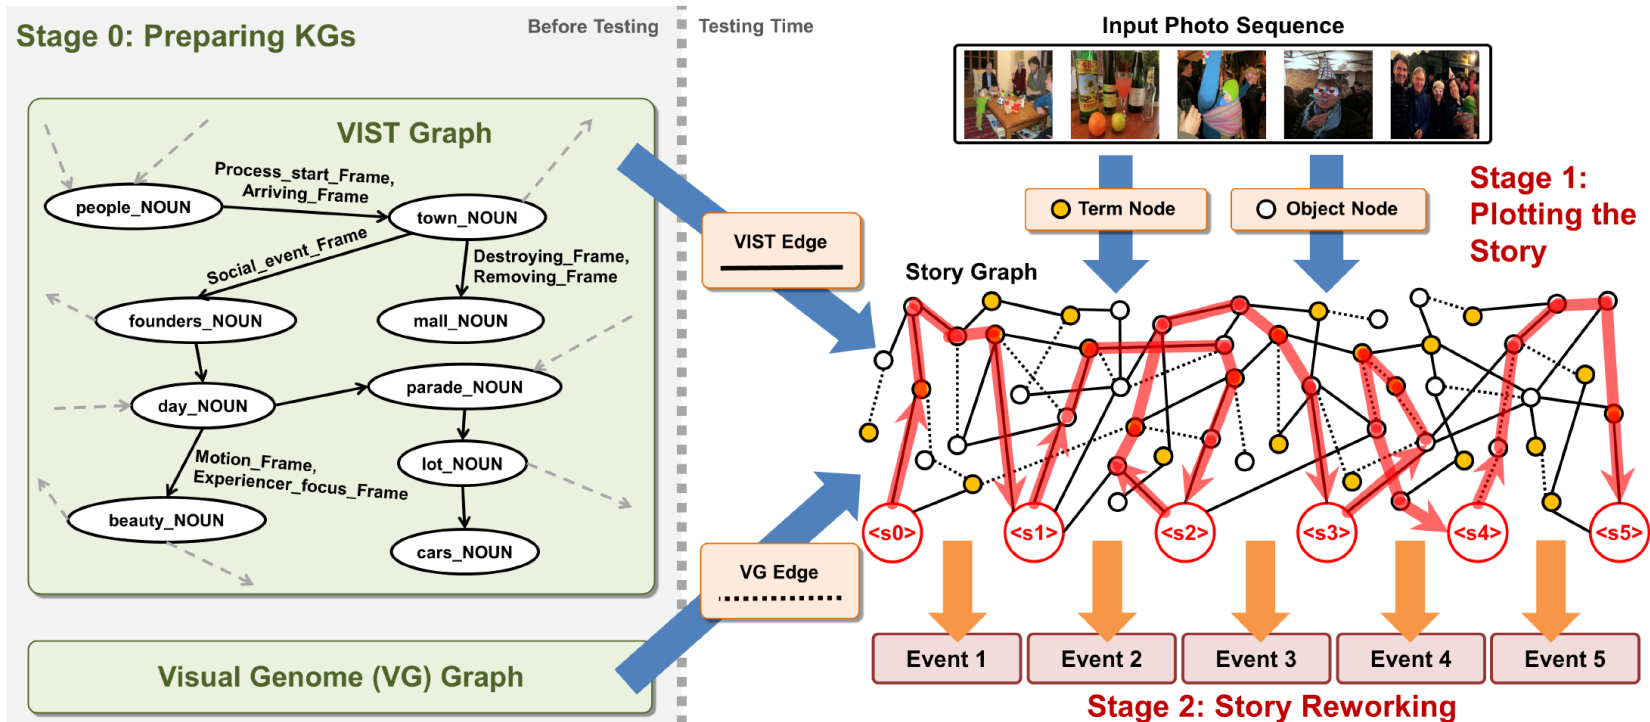 Stage 0: Preparing KGs
Before Testing
Testing Time
VIST Graph
people_NOUN
Process_start_Frame,
Arriving_Frame
town_NOUN
Social_event_Frame
Destroying_Frame,
Removing_Frame
founders_NOUN
mall_NOUN
day_NOUN
parade_NOUN
Motion_Frame,
Experiencer_focus_Frame
lot_NOUN
beauty_NOUN
cars_NOUN
Visual Genome (VG) Graph
VIST Edge
VG Edge
Input Photo Sequence
Term Node
Object Node
Stage 1:
Plotting the
Story
Story Graph
<s0>
<s1>
<s2>
<s3>
<s4>
<s5>
Event 1
Event 2
Event 3
Event 4
Event 5
Stage 2: Story Reworking